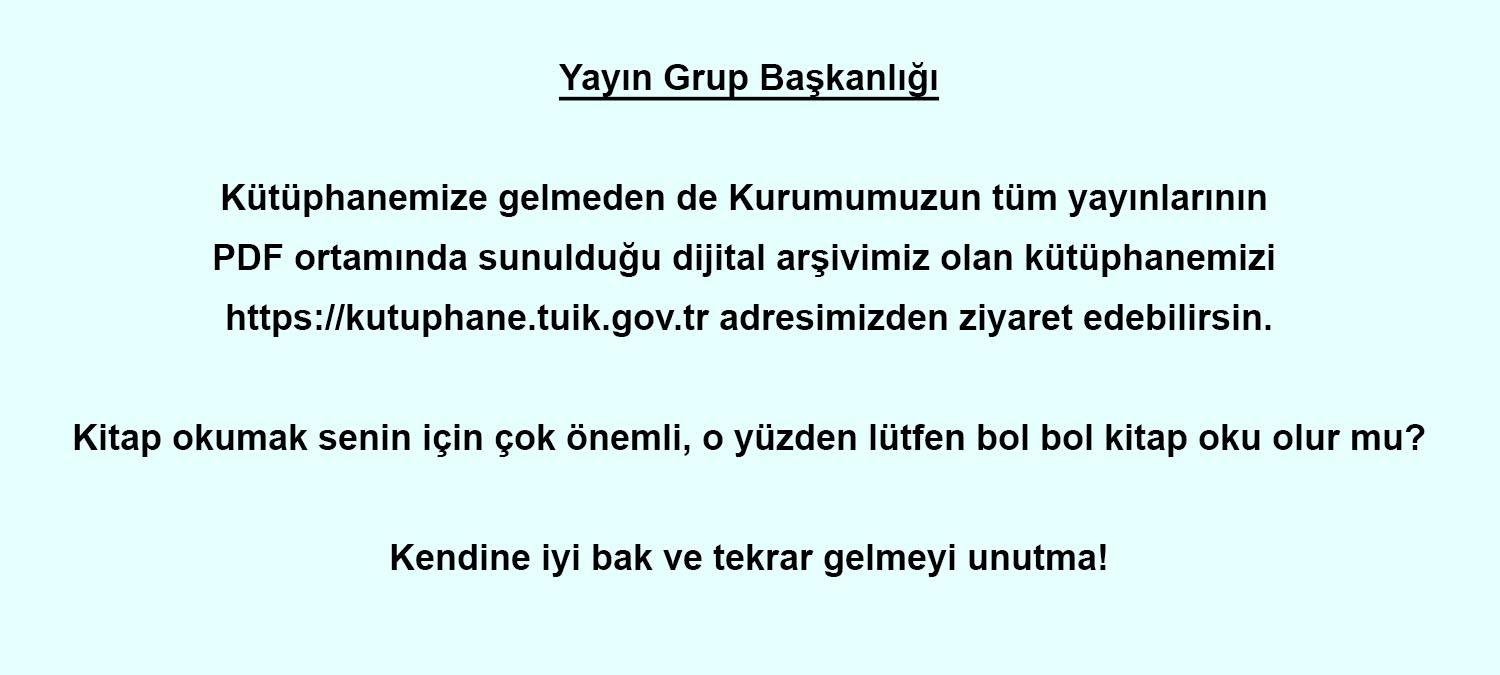 Yayın Grup Başkanlığı
Kütüphanemize gelmeden de Kurumumuzun tüm yayınlarının
PDF ortamında sunulduğu dijital arşivimiz olan kütüphanemizi
https://kutuphane.tuik.gov.tr adresimizden ziyaret edebilirsin.
Kitap okumak senin için çok önemli, o yüzden lütfen bol bol kitap oku olur mu?
Kendine iyi bak ve tekrar gelmeyi unutma!